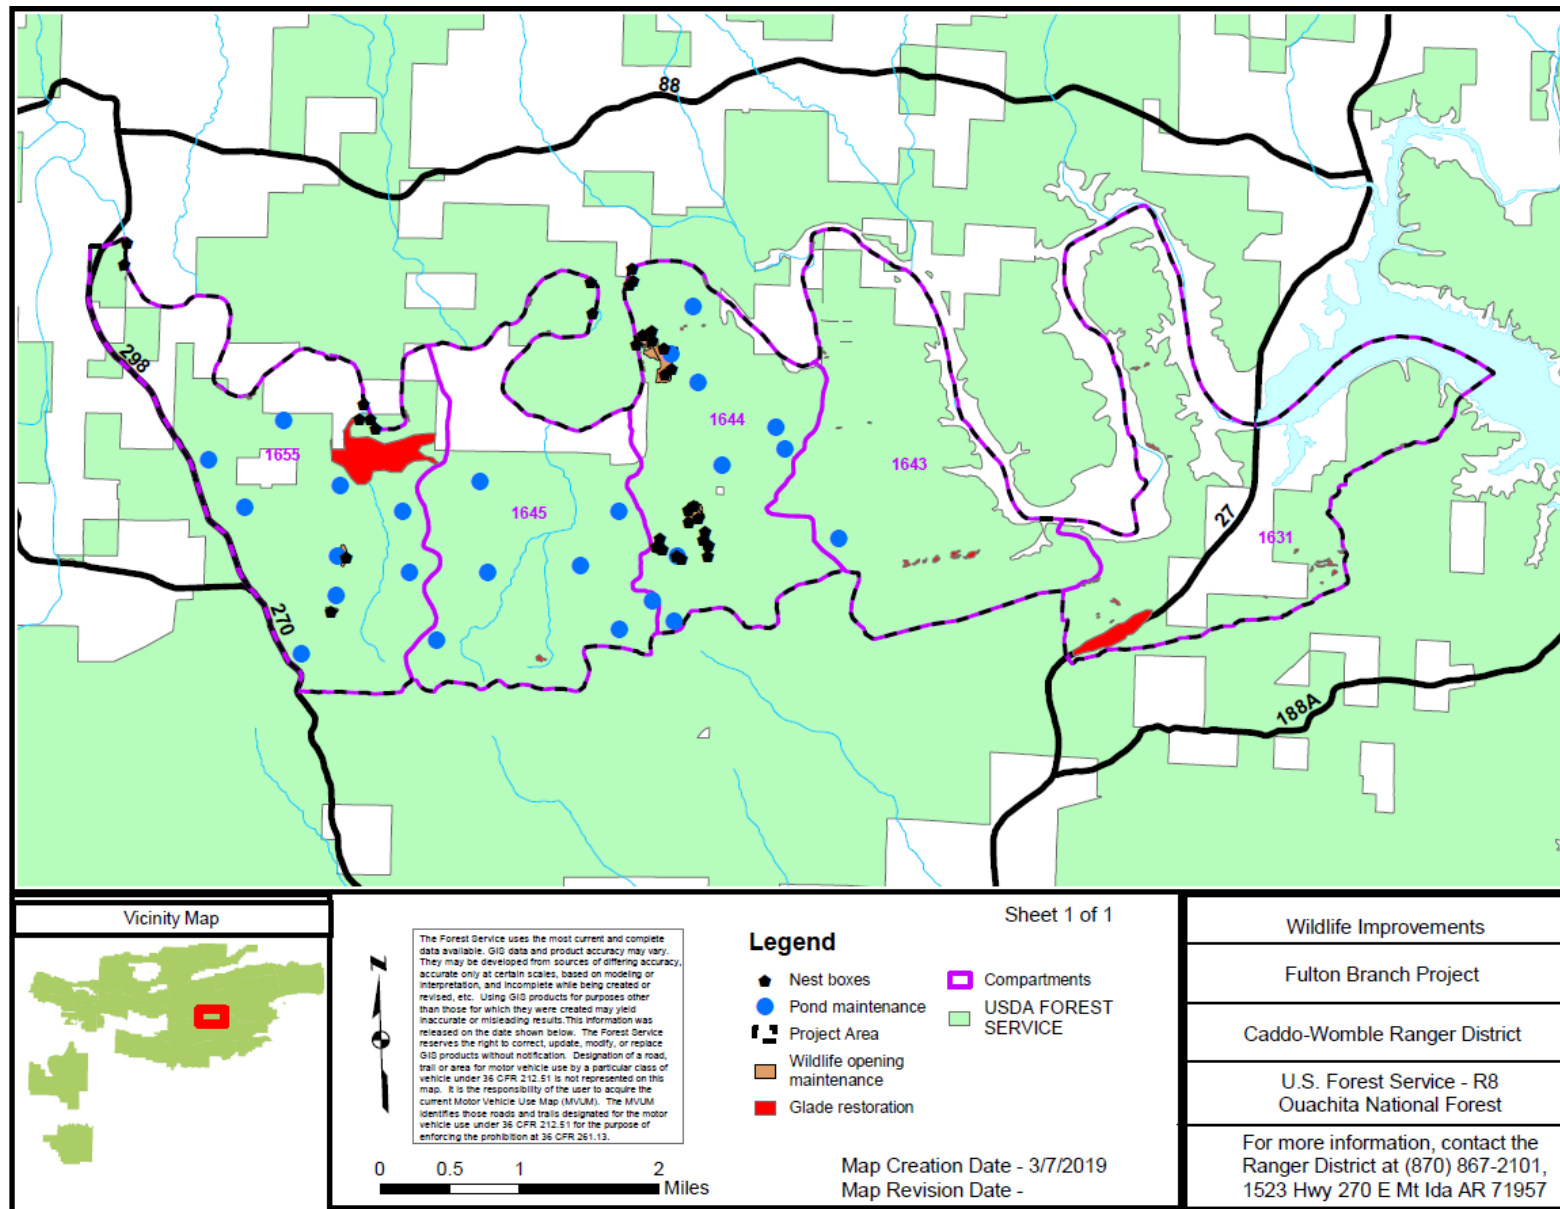 88
298
1655
1645
1644
1643
27
1631
270
188A
Vicinity Map
The Forest Service uses the most current and complete
data available. GIS data and product accuracy may vary.
They may be developed from sources of differing accuracy,
accurate only at certain scales, based on modeling or
interpretation, and incomplete while being created or
revised, etc. Using GIS products for purposes other
than those for which they were created may yield
inaccurate or misleading results. This information was
released on the date shown below. The Forest Service
reserves the right to correct, update, modify, or replace
GIS products without notification. Designation of a road,
trail or area for motor vehicle use by a particular class of
vehicle under 36 CFR 212.51 is not represented on this
map. It is the responsibility of the user to acquire the
current Motor Vehicle Use Map (MVUM). The MVUM
identifies those roads and trails designated for the motor
vehicle use under 36 CFR 212.51 for the purpose of
enforcing the prohibition at 36 CFR 261.13.
N
0 0.5 1 2
Miles
Sheet 1 of 1
Legend
Nest boxes
Pond maintenance
Project Area
Wildlife opening
maintenance
Glade restoration
Compartments
USDA FOREST
SERVICE
Map Creation Date - 3/7/2019
Map Revision Date -
Wildlife Improvements
Fulton Branch Project
Caddo-Womble Ranger District
U.S. Forest Service - R8
Ouachita National Forest
For more information, contact the
Ranger District at (870) 867-2101,
1523 Hwy 270 E Mt Ida AR 71957